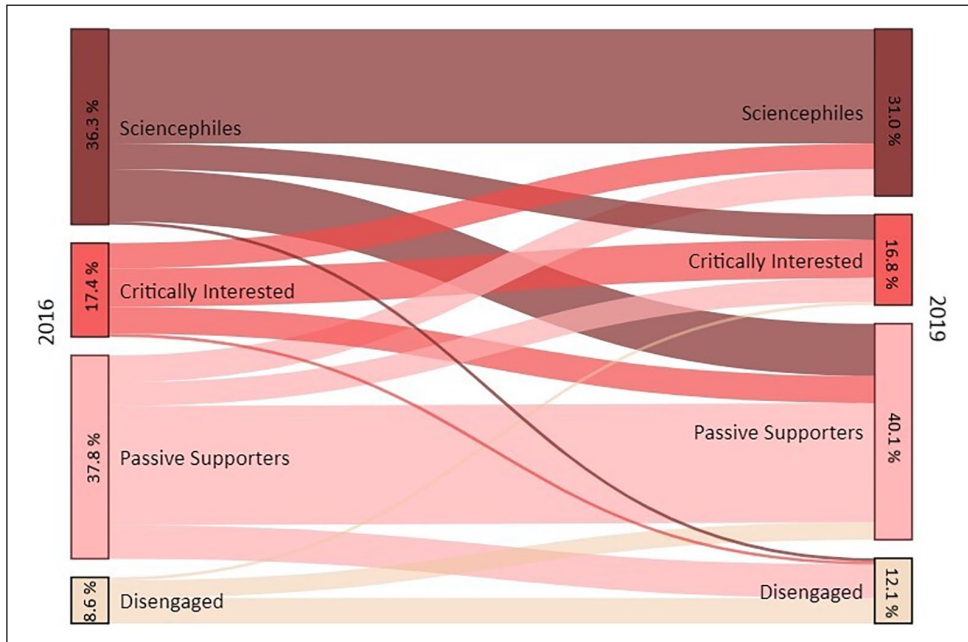 2016
36.3 %
Sciencephiles
17.4 %
Critically Interested
37.8 %
Passive Supporters
8.6 %
Disengaged
Sciencephiles
31.0 %
Critically Interested
16.8 %
Passive Supporters
40.1 %
Disengaged
12.1 %
2019